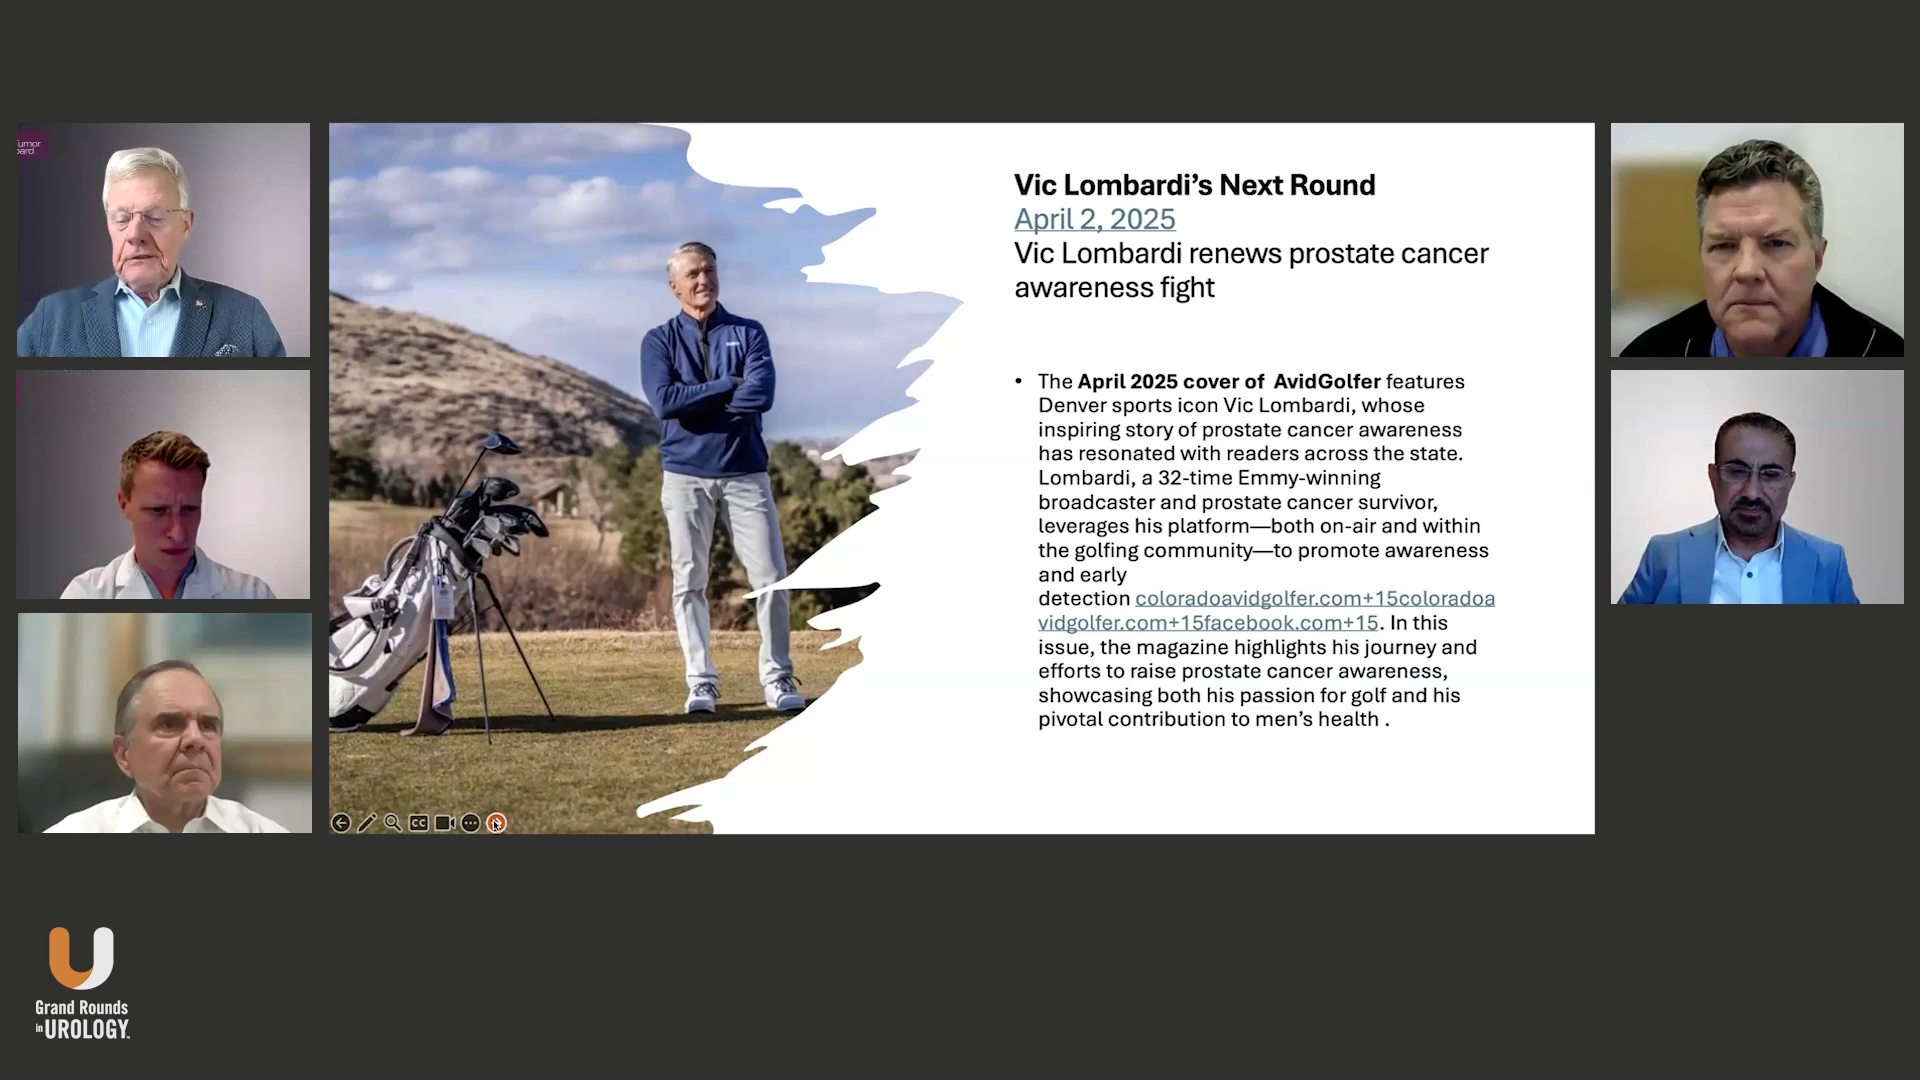 Vic Lombardi's Next Round
April 2, 2025
Vic Lombardi renews prostate cancer
awareness fight
• The April 2025 cover of AvidGolfer features
Denver sports icon Vic Lombardi, whose
inspiring story of prostate cancer awareness
has resonated with readers across the state.
Lombardi, a 32-time Emmy-winning
broadcaster and prostate cancer survivor,
leverages his platform—both on-air and within
the golfing community—to promote awareness
and early
detection coloradoavidgolfer.com+15coloradoa
vidgolfer.com+15facebook.com+15. In this
issue, the magazine highlights his journey and
efforts to raise prostate cancer awareness,
showcasing both his passion for golf and his
pivotal contribution to men's health .
CC
Grand Rounds
in UROLOGY